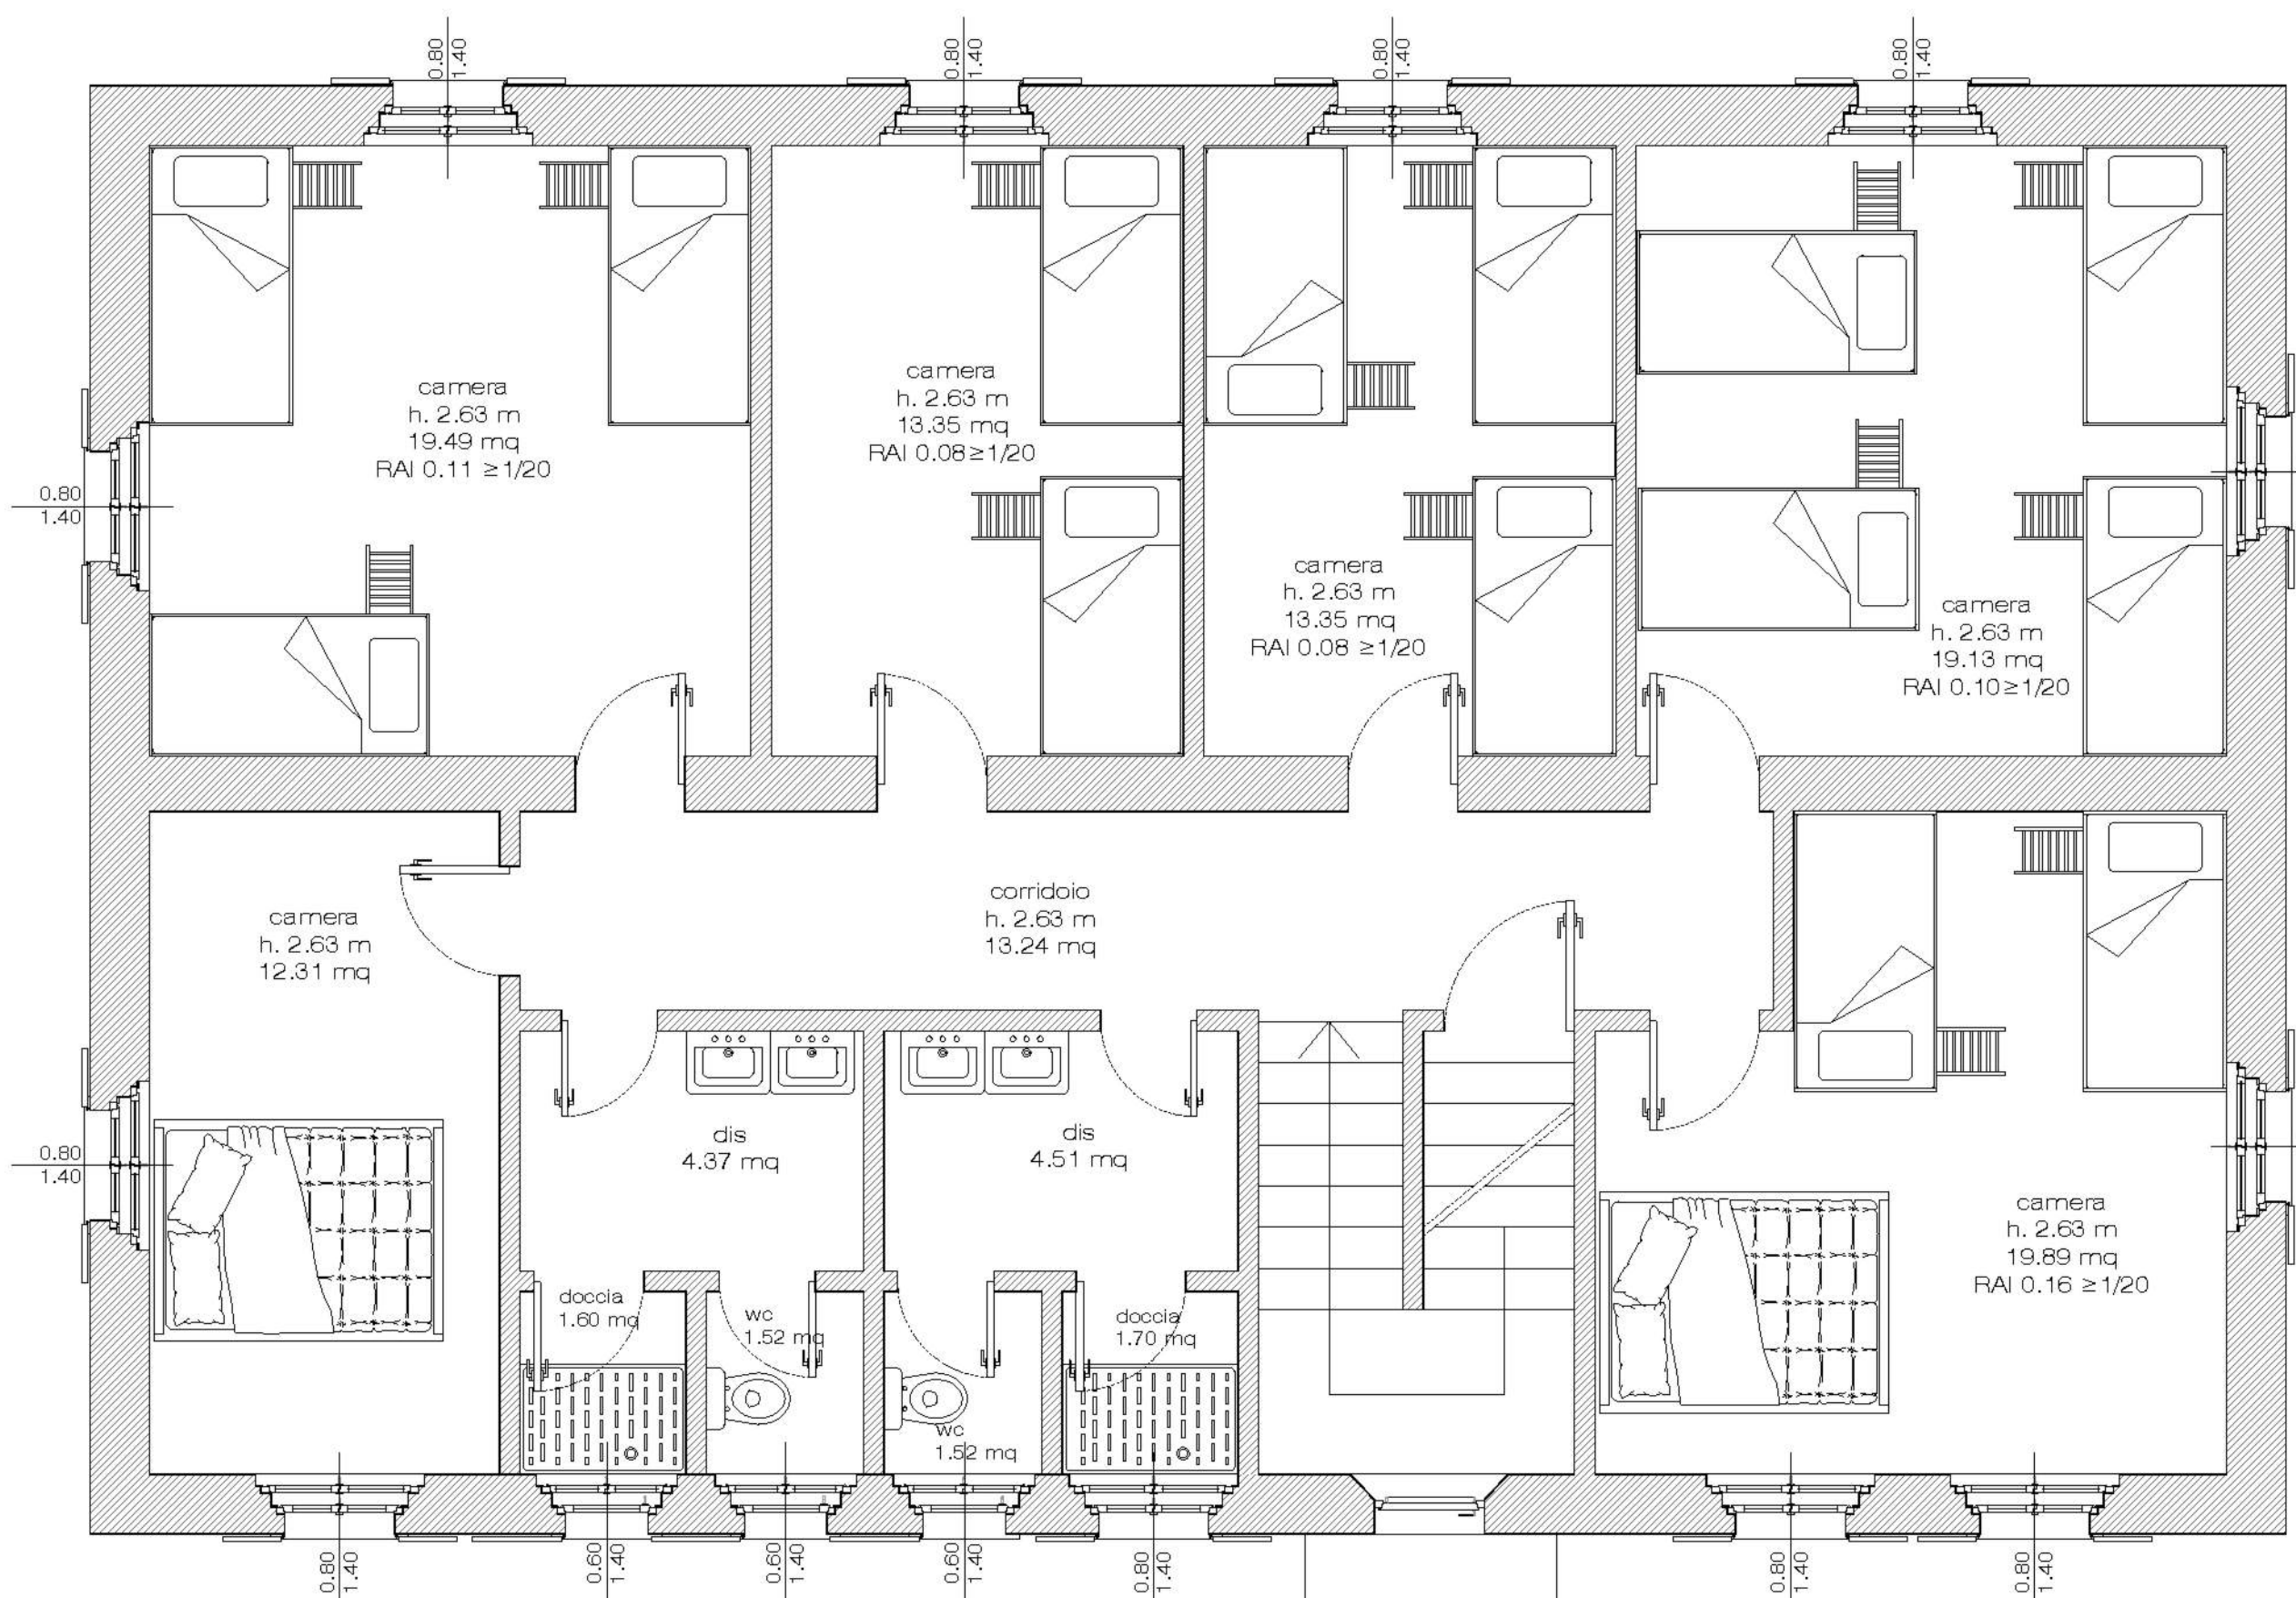 0.80
1.40
0.80
1.40
0.80
1.40
0.80
1.40
camera
h. 2.63 m
19.49 mq
RAI 0.11 ≥1/20
camera
h. 2.63 m
13.35 mq
RAI 0.08≥1/20
camera
h. 2.63 m
13.35 mq
RAI 0.08 ≥1/20
camera
h. 2.63 m
19.13 mq
RAI 0.10≥1/20
0.80
1.40
camera
h. 2.63 m
12.31 mq
corridoio
h. 2.63 m
13.24 mq
0.80
1.40
dis
4.37 mq
dis
4.51 mq
camera
h. 2.63 m
19.89 mq
RAI 0.16 ≥1/20
doccia
1.60 mq
wc
1.52 mq
wc
1.52 mq
doccia
1.70 mq
0.80
1.40
0.60
1.40
0.60
1.40
0.60
1.40
0.80
1.40
0.80
1.40
0.80
1.40